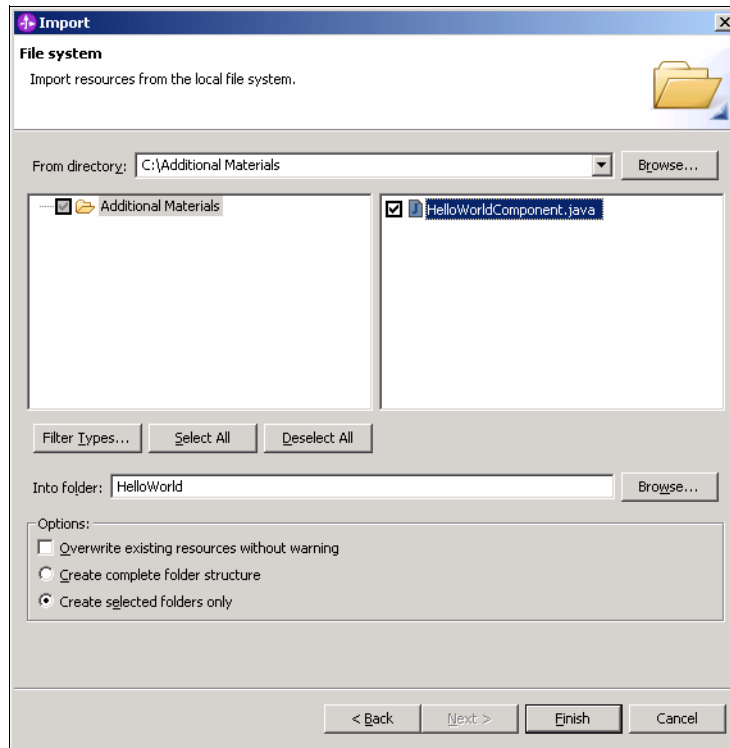 Import
File system
Import resources from the local file system.
From directory: C:\Additional Materials Browse...
Additional Materials
HelloWorldComponent.java
Filter Types... Select All Deselect All
Into folder: HelloWorld Browse...
Options:
Overwrite existing resources without warning
Create complete folder structure
Create selected folders only
< Back Next > Finish Cancel